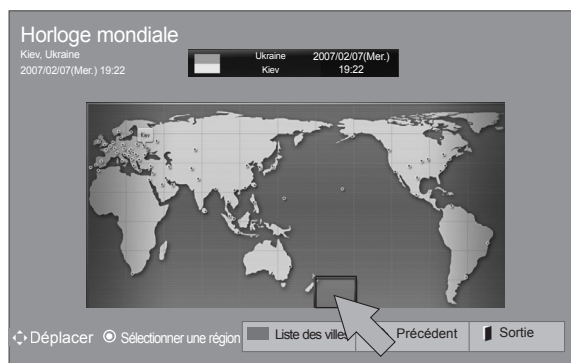 Horloge mondiale
Kiev, Ukraine
2007/02/07(Mer.) 19:22
Ukraine 2007/02/07(Mer.)
Kiev 19:22
Kiev
Déplacer Sélectionner une région Liste des villes Précédent Sortie